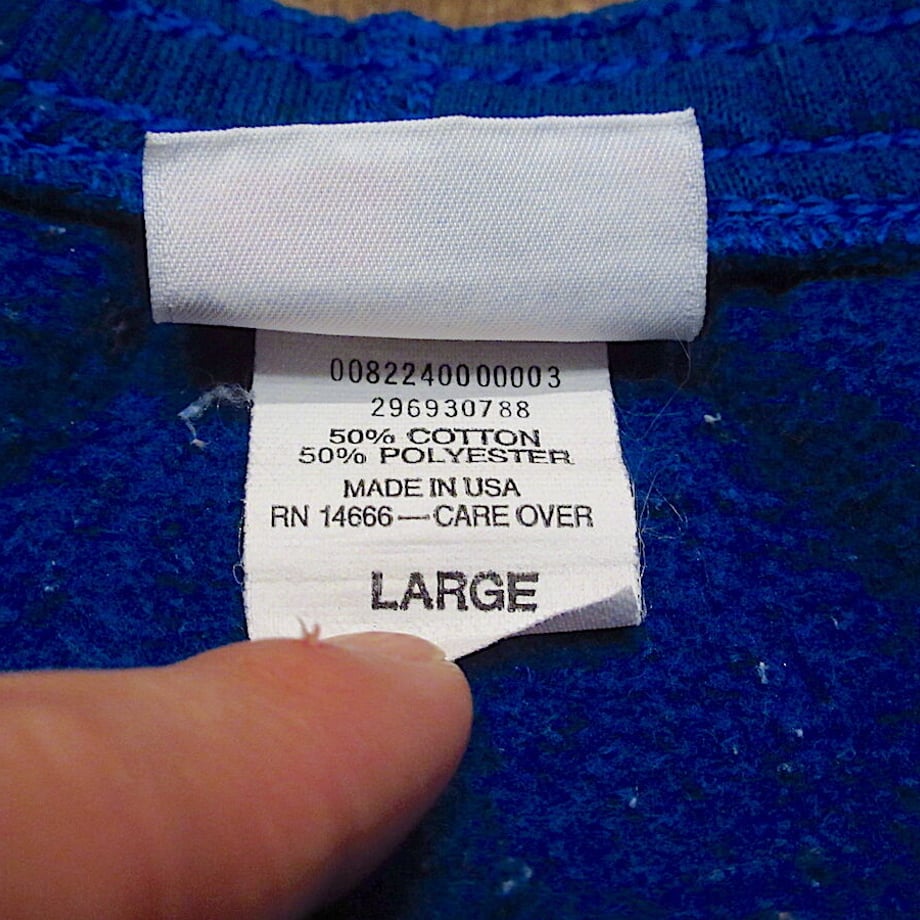 0082240000003
296930788
50% COTTON
50% POLYESTER
MADE IN USA
RN 14666—CARE OVER
LARGE